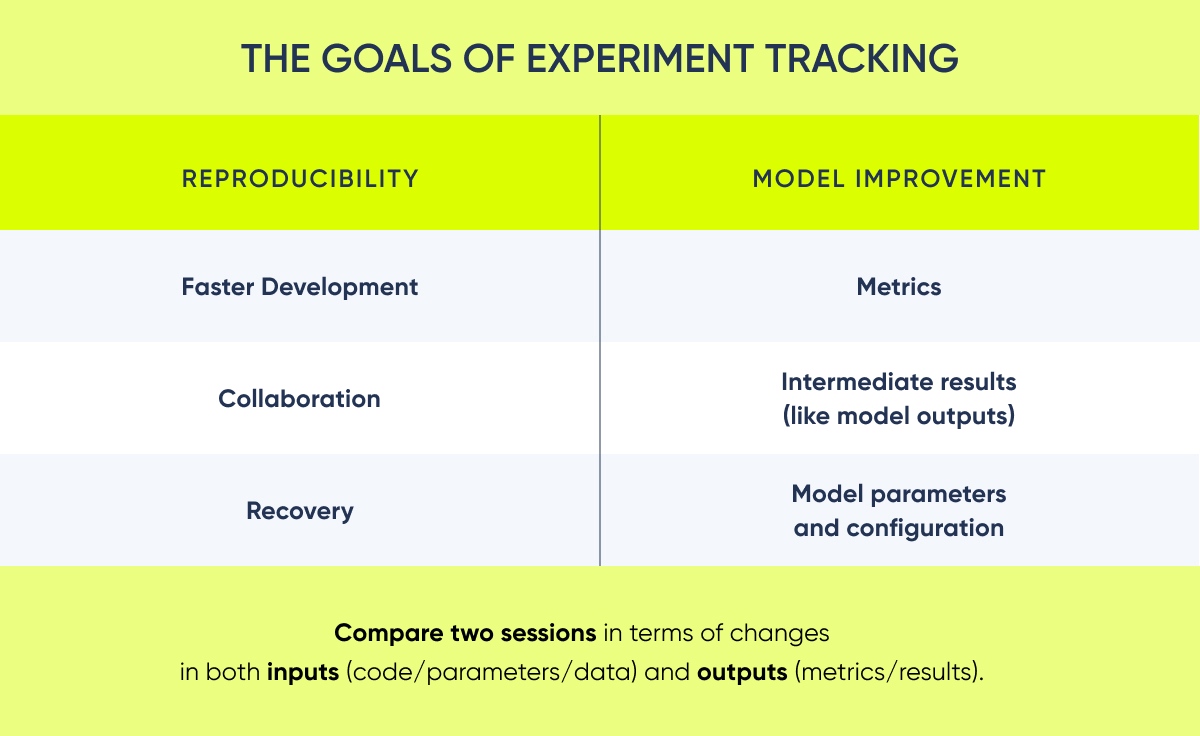 THE GOALS OF EXPERIMENT TRACKING
REPRODUCIBILITY
MODEL IMPROVEMENT
Faster Development
Metrics
Collaboration
Intermediate results
(like model outputs)
Recovery
Model parameters
and configuration
Compare two sessions in terms of changes
in both inputs (code/parameters/data) and outputs (metrics/results).